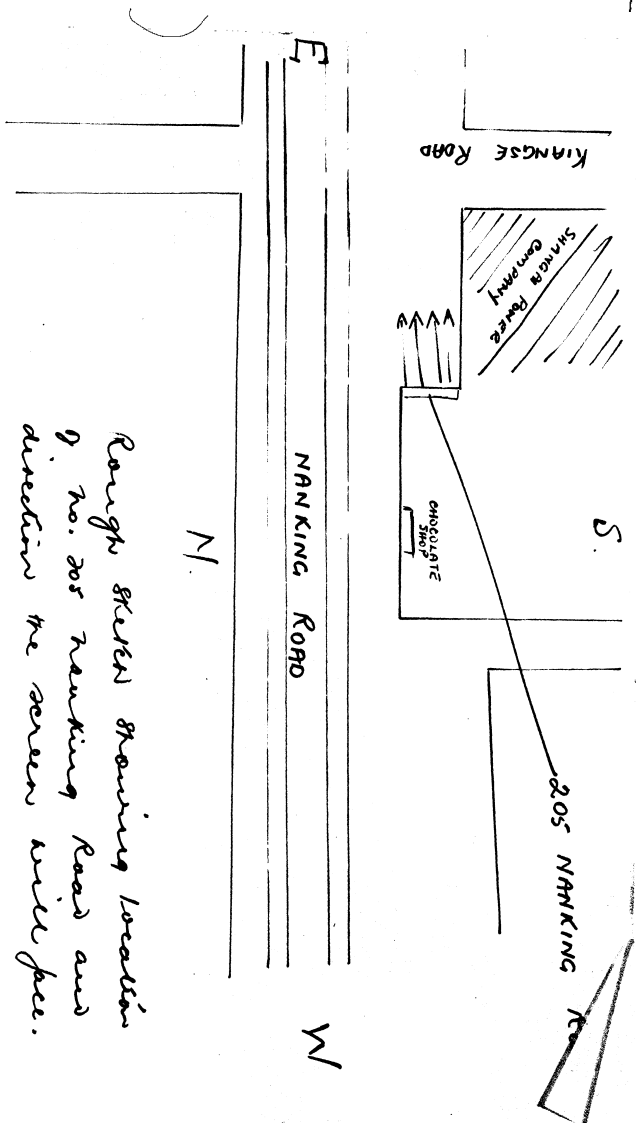 E
KIANGSE ROAD
SHANGAI POWER
COMPANY
S.
CHOCOLATE
SHOP
NANKING ROAD
205 NANKING RD
N.
W
Rough sketch showing location
of no. 205 Nanking Road and
direction the screen will face.